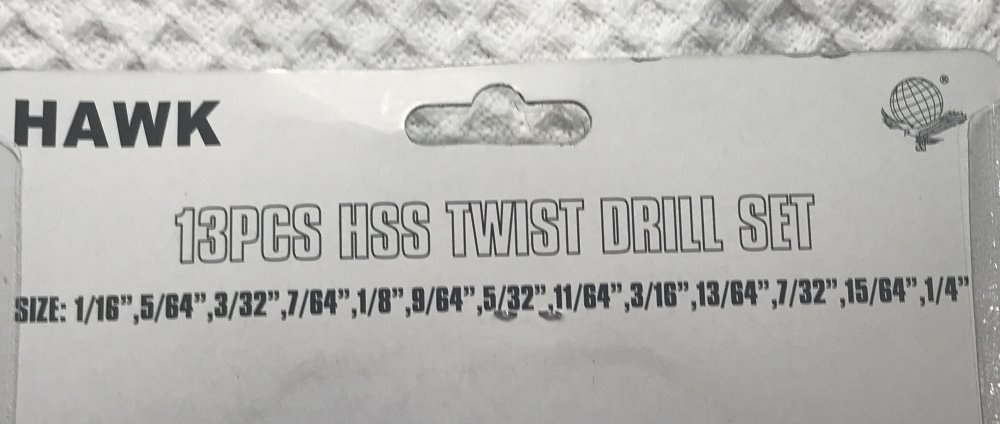 HAWK
®
13PCS HSS TWIST DRILL SET
SIZE: 1/16”,5/64”,3/32”,7/64”,1/8”,9/64”,5/32”,11/64”,3/16”,13/64”,7/32”,15/64”,1/4”